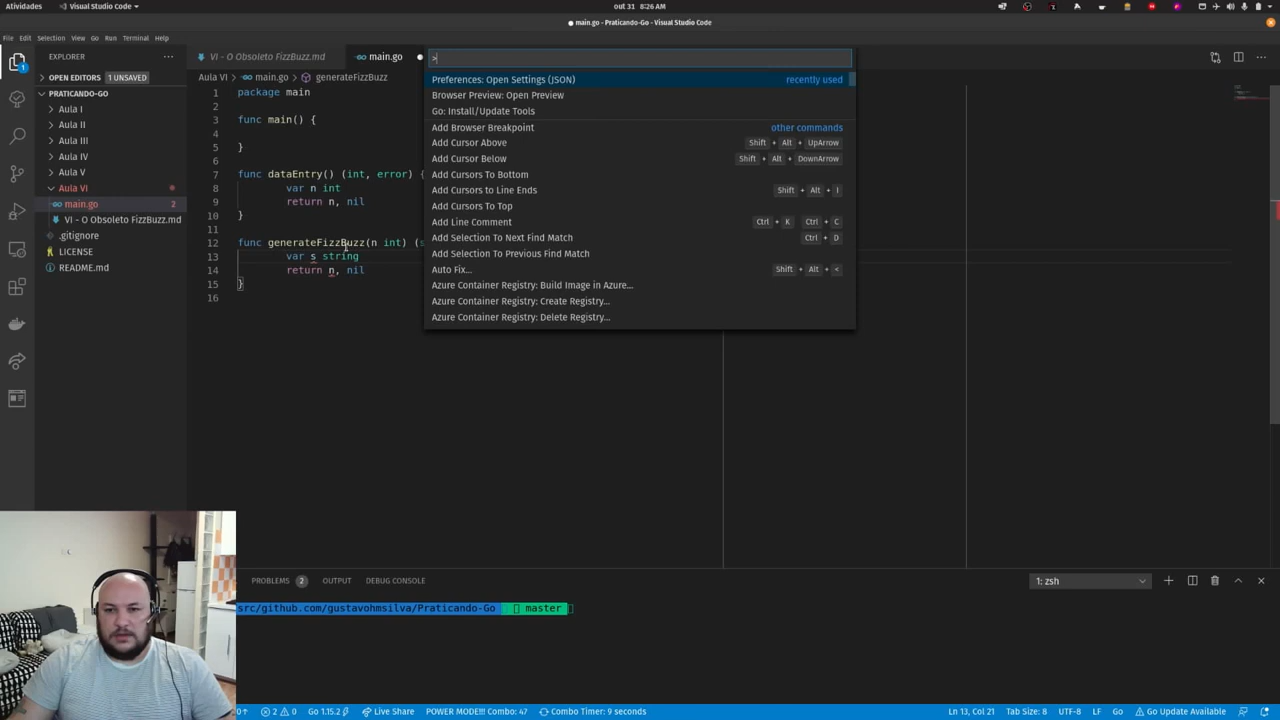 Atividades
Visual Studio Code
out 31 8:26 AM
● main.go - Praticando-Go - Visual Studio Code
File Edit Selection View Go Run Terminal Help
EXPLORER
VI - O Obsoleto FizzBuzz.md
main.go
OPEN EDITORS 1 UNSAVED
PRATICANDO-GO
Aula I
Aula II
Aula III
Aula IV
Aula V
Aula VI
main.go 2
VI - O Obsoleto FizzBuzz.md
.gitignore
LICENSE
README.md
Aula VI > main.go > generateFizzBuzz
1 package main
2
3 func main() {
4
5 }
6
7 func dataEntry() (int, error) {
8 var n int
9 return n, nil
10 }
11
12 func generateFizzBuzz(n int) (s
13 var s string
14 return n, nil
15 }
16
>
Preferences: Open Settings (JSON) recently used
Browser Preview: Open Preview
Go: Install/Update Tools
Add Browser Breakpoint other commands
Add Cursor Above Shift + Alt + UpArrow
Add Cursor Below Shift + Alt + DownArrow
Add Cursors To Bottom
Add Cursors to Line Ends Shift + Alt + I
Add Cursors To Top
Add Line Comment Ctrl + K Ctrl + C
Add Selection To Next Find Match Ctrl + D
Add Selection To Previous Find Match
Auto Fix... Shift + Alt + <
Azure Container Registry: Build Image in Azure...
Azure Container Registry: Create Registry...
Azure Container Registry: Delete Registry...
PROBLEMS 2 OUTPUT DEBUG CONSOLE
1: zsh
src/github.com/gustavohmsilva/Praticando-Go master
0↑ 2 0 Go 1.15.2 Live Share POWER MODE!!! Combo: 47 Combo Timer: 9 seconds
Ln 13, Col 21 Tab Size: 8 UTF-8 LF Go Go Update Available